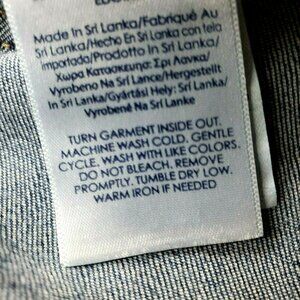 Made In Sri Lanka/Fabriqué Au
Sri Lanka/Hecho En Sri Lanka con tela
importada/Prodotto In Sri Lanka/
Χώρα Κατασκευής Σρι Λάνκα/
Vyrobeno Na Srí Lance/Hergestellt
In Sri Lanka/Gyártási Hely: Sri Lanka/
Vyrobené Na Srí Lanke
TURN GARMENT INSIDE OUT.
MACHINE WASH COLD, GENTLE
CYCLE. WASH WITH LIKE COLORS.
DO NOT BLEACH. REMOVE
PROMPTLY. TUMBLE DRY LOW.
WARM IRON IF NEEDED